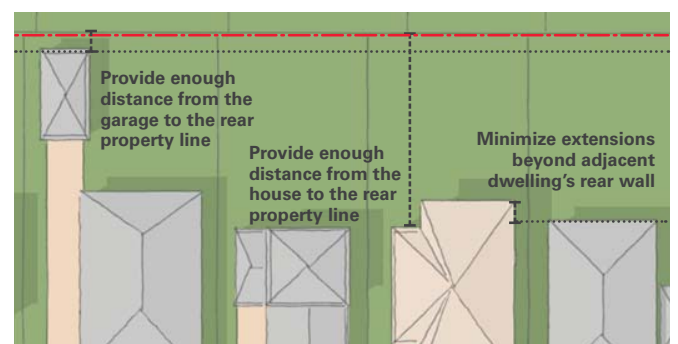 Provide enough
distance from the
garage to the rear
property line
Provide enough
distance from the
house to the rear
property line
Minimize extensions
beyond adjacent
dwelling's rear wall